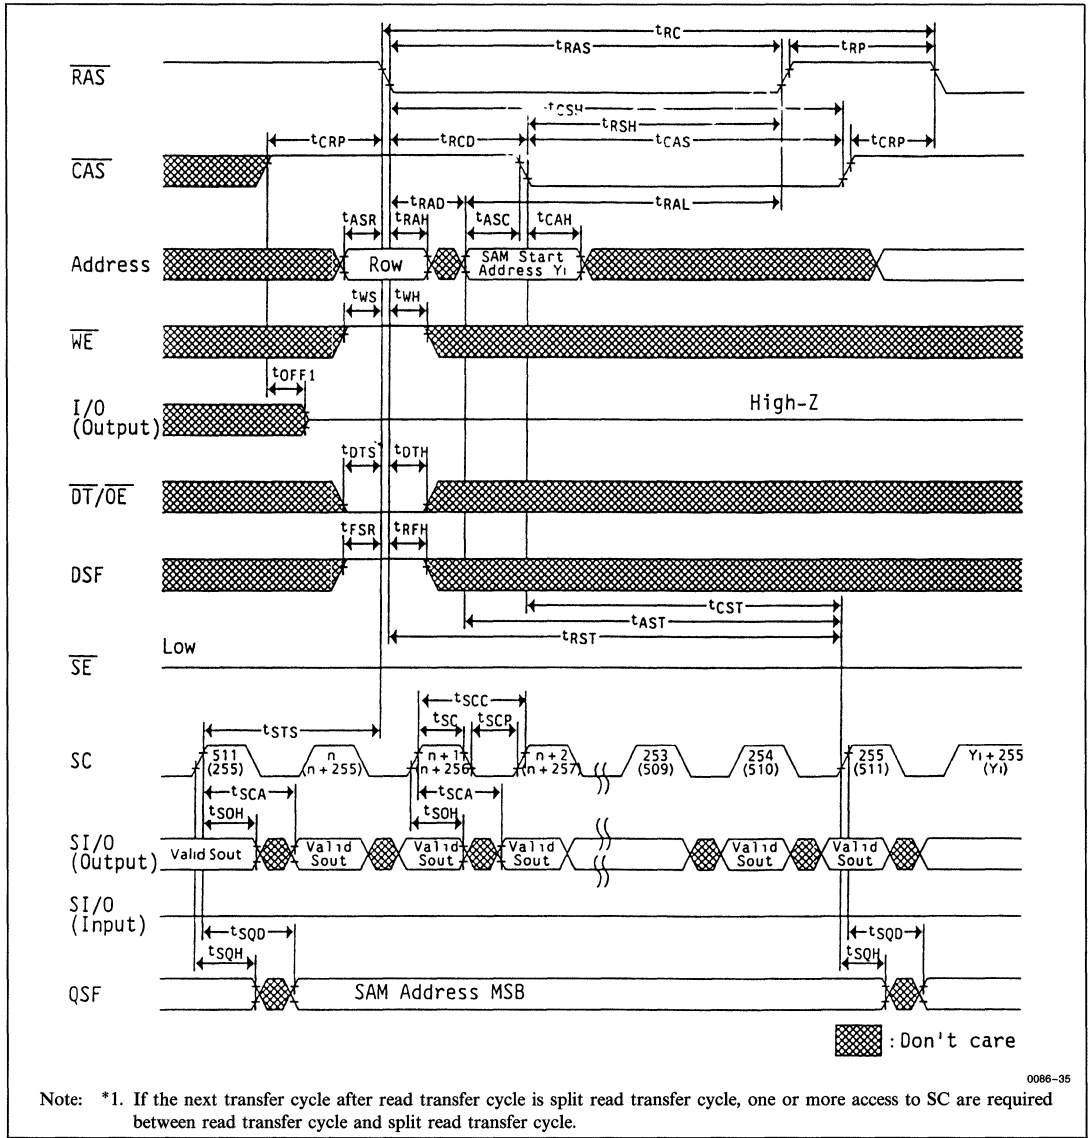 tRC
tRAS tRP
RAS
tCSH
tRSH
tCRP tRCD tCAS tCRP
CAS
tRAD tRAL
tASR tRAH tASC tCAH
Address Row SAM Start Address Yi
tWS tWH
WE
tOFF1
I/O (Output) High-Z
tDTS tDTH
DT/OE
tFSR tRFH
DSF
tCST
tAST
tRST
Low
SE
tSCC
tSTS tSC tSCP
SC 511 (255) n (n+255) n+1 (n+256) n+2 (n+257) 253 (509) 254 (510) 255 (511) Yi+255 (Yi)
tSCA tSCA
tSOH tSOH
SI/O (Output) Valid Sout Valid Sout Valid Sout Valid Sout Valid Sout Valid Sout
SI/O (Input)
tSQD tSQD
tSQH tSQH
QSF SAM Address MSB
: Don't care
0086-35
Note: *1. If the next transfer cycle after read transfer cycle is split read transfer cycle, one or more access to SC are required
between read transfer cycle and split read transfer cycle.